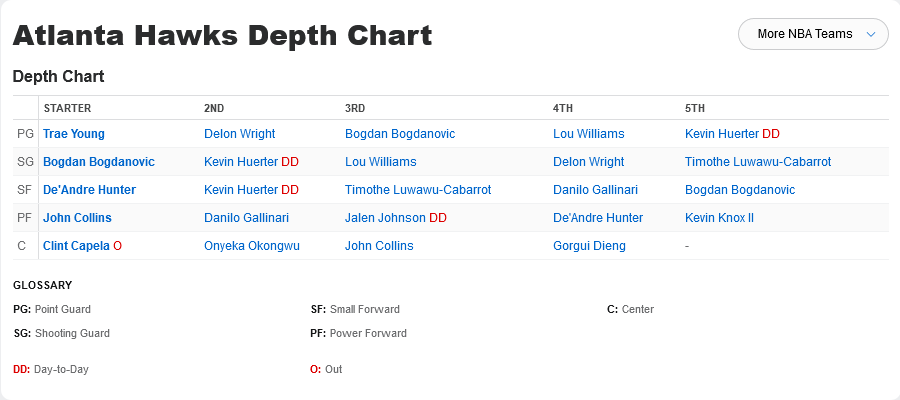 Atlanta Hawks Depth Chart
More NBA Teams
Depth Chart
STARTER 2ND 3RD 4TH 5TH
PG Trae Young Delon Wright Bogdan Bogdanovic Lou Williams Kevin Huerter DD
SG Bogdan Bogdanovic Kevin Huerter DD Lou Williams Delon Wright Timothe Luwawu-Cabarrot
SF De'Andre Hunter Kevin Huerter DD Timothe Luwawu-Cabarrot Danilo Gallinari Bogdan Bogdanovic
PF John Collins Danilo Gallinari Jalen Johnson DD De'Andre Hunter Kevin Knox II
C Clint Capela O Onyeka Okongwu John Collins Gorgui Dieng -
GLOSSARY
PG: Point Guard SF: Small Forward C: Center
SG: Shooting Guard PF: Power Forward
DD: Day-to-Day O: Out